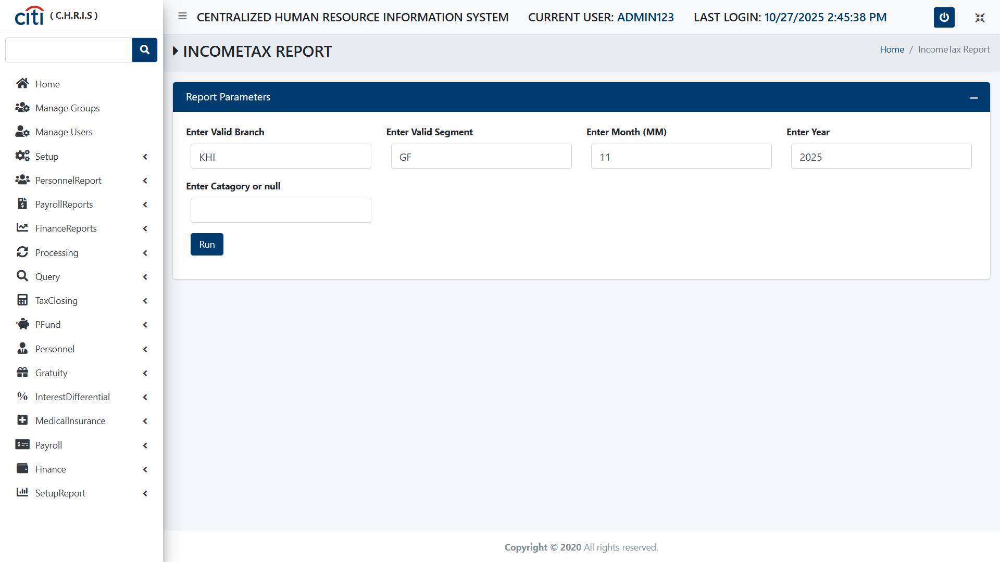 citi ( C.H.R.I.S )
CENTRALIZED HUMAN RESOURCE INFORMATION SYSTEM CURRENT USER: ADMIN123 LAST LOGIN: 10/27/2025 2:45:38 PM
INCOMETAX REPORT
Home / IncomeTax Report
Home
Manage Groups
Manage Users
Setup
PersonnelReport
PayrollReports
FinanceReports
Processing
Query
TaxClosing
PFund
Personnel
Gratuity
% InterestDifferential
MedicalInsurance
Payroll
Finance
SetupReport
Report Parameters
Enter Valid Branch
KHI
Enter Valid Segment
GF
Enter Month (MM)
11
Enter Year
2025
Enter Catagory or null
Run
Copyright © 2020 All rights reserved.